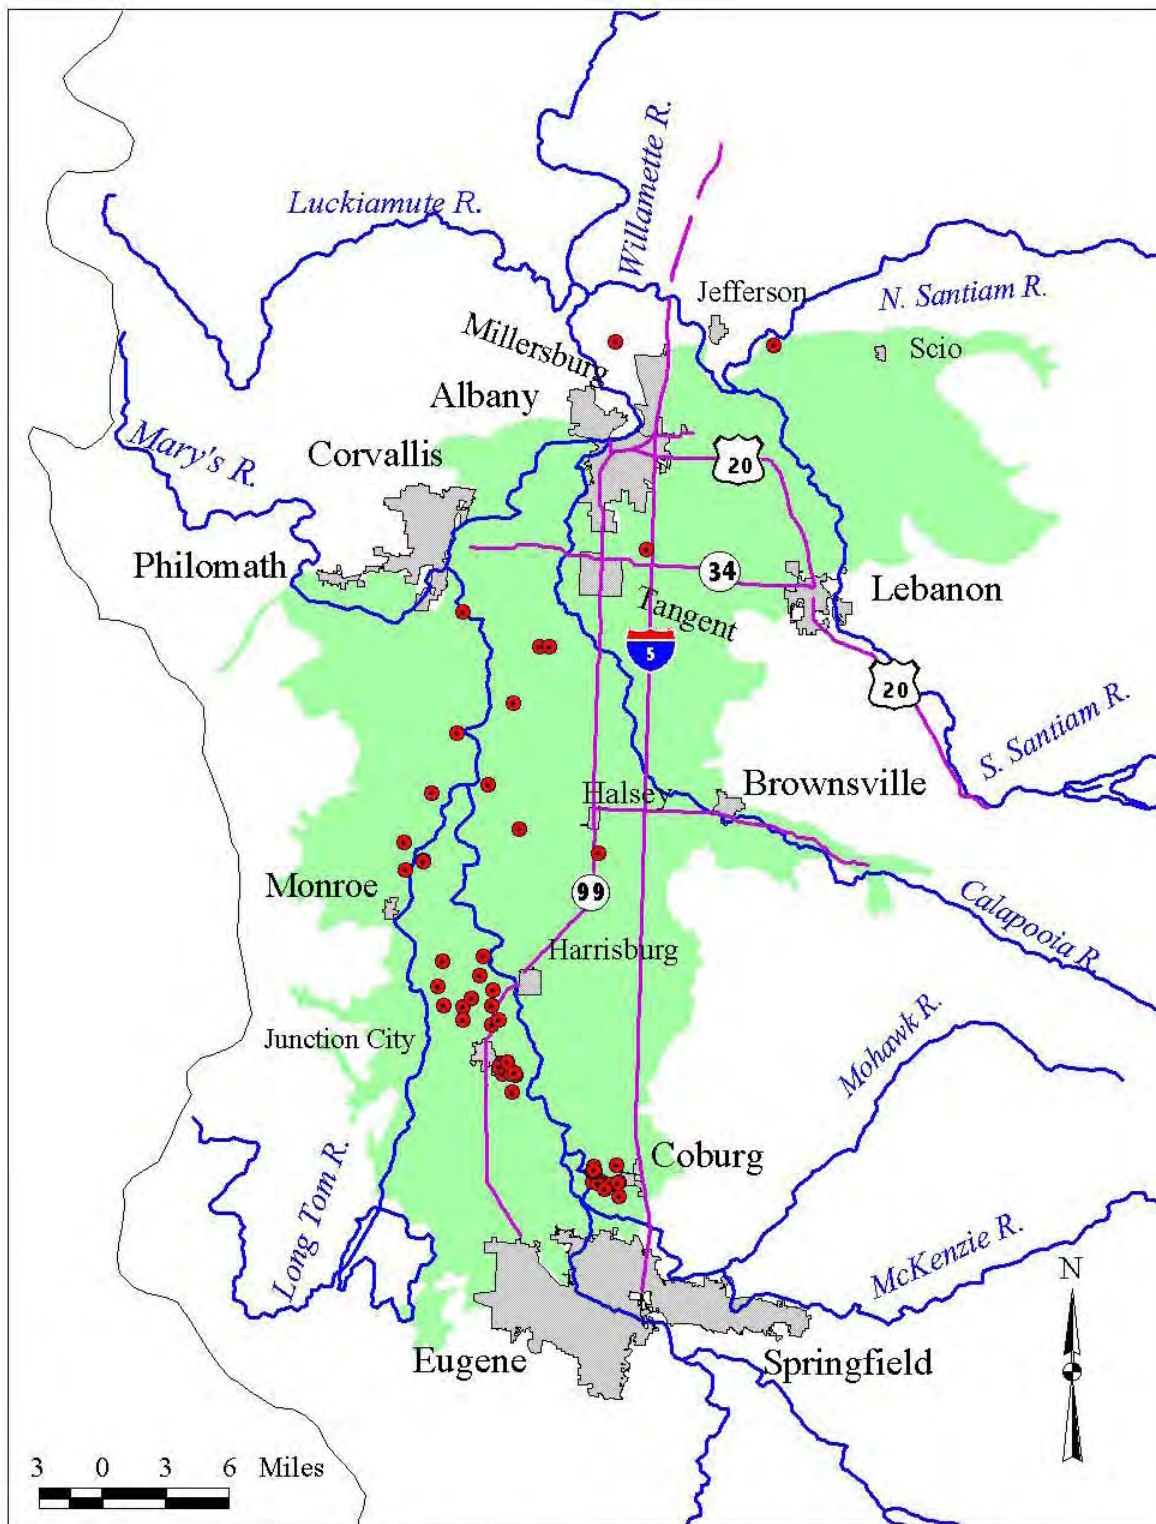 Willamette R.
Luckiamute R.
Jefferson
N. Santiam R.
Millersburg
Scio
Albany
Mary's R.
Corvallis
20
Philomath
34
Lebanon
Tangent
5
20
S. Santiam R.
Halsey
Brownsville
Monroe
99
Calapooia R.
Harrisburg
Junction City
Mohawk R.
Coburg
Long Tom R.
McKenzie R.
N
Eugene
Springfield
3 0 3 6 Miles